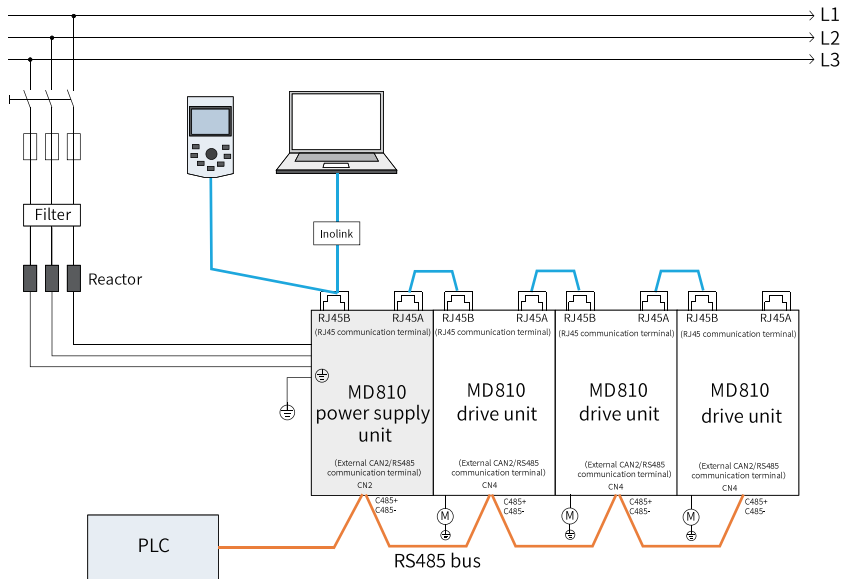 L1
L2
L3
Filter
Inolink
Reactor
RJ45B
RJ45A
RJ45B
RJ45A
RJ45B
RJ45A
RJ45B
RJ45A
(RJ45 communication terminal)
(RJ45 communication terminal)
(RJ45 communication terminal)
(RJ45 communication terminal)
MD810
power supply
unit
MD810
drive unit
MD810
drive unit
MD810
drive unit
(External CAN2/RS485
communication terminal)
CN2
(External CAN2/RS485
communication terminal)
CN4
(External CAN2/RS485
communication terminal)
CN4
(External CAN2/RS485
communication terminal)
CN4
C485+
C485-
C485+
C485-
C485+
C485-
C485+
C485-
M
M
M
PLC
RS485 bus